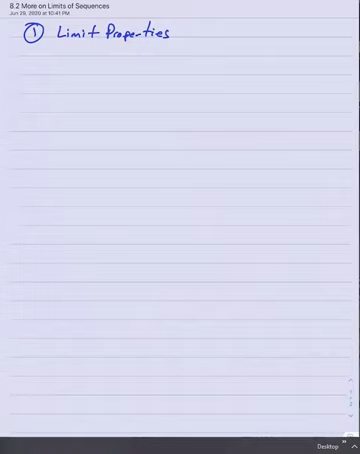 8.2 More on Limits of Sequences
Jun 29, 2020 at 10:41 PM
① Limit Properties
Desktop